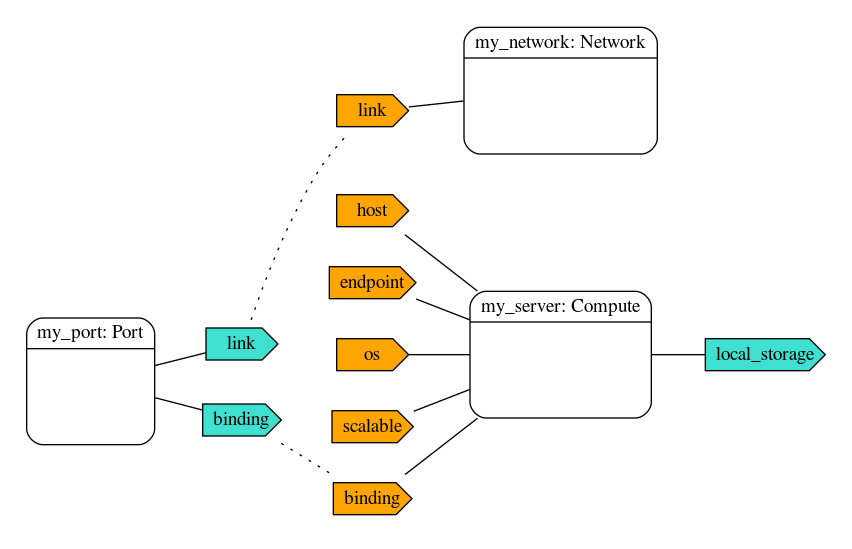 my_network: Network
link
host
endpoint
my_server: Compute
my_port: Port
link
os
local_storage
binding
scalable
binding